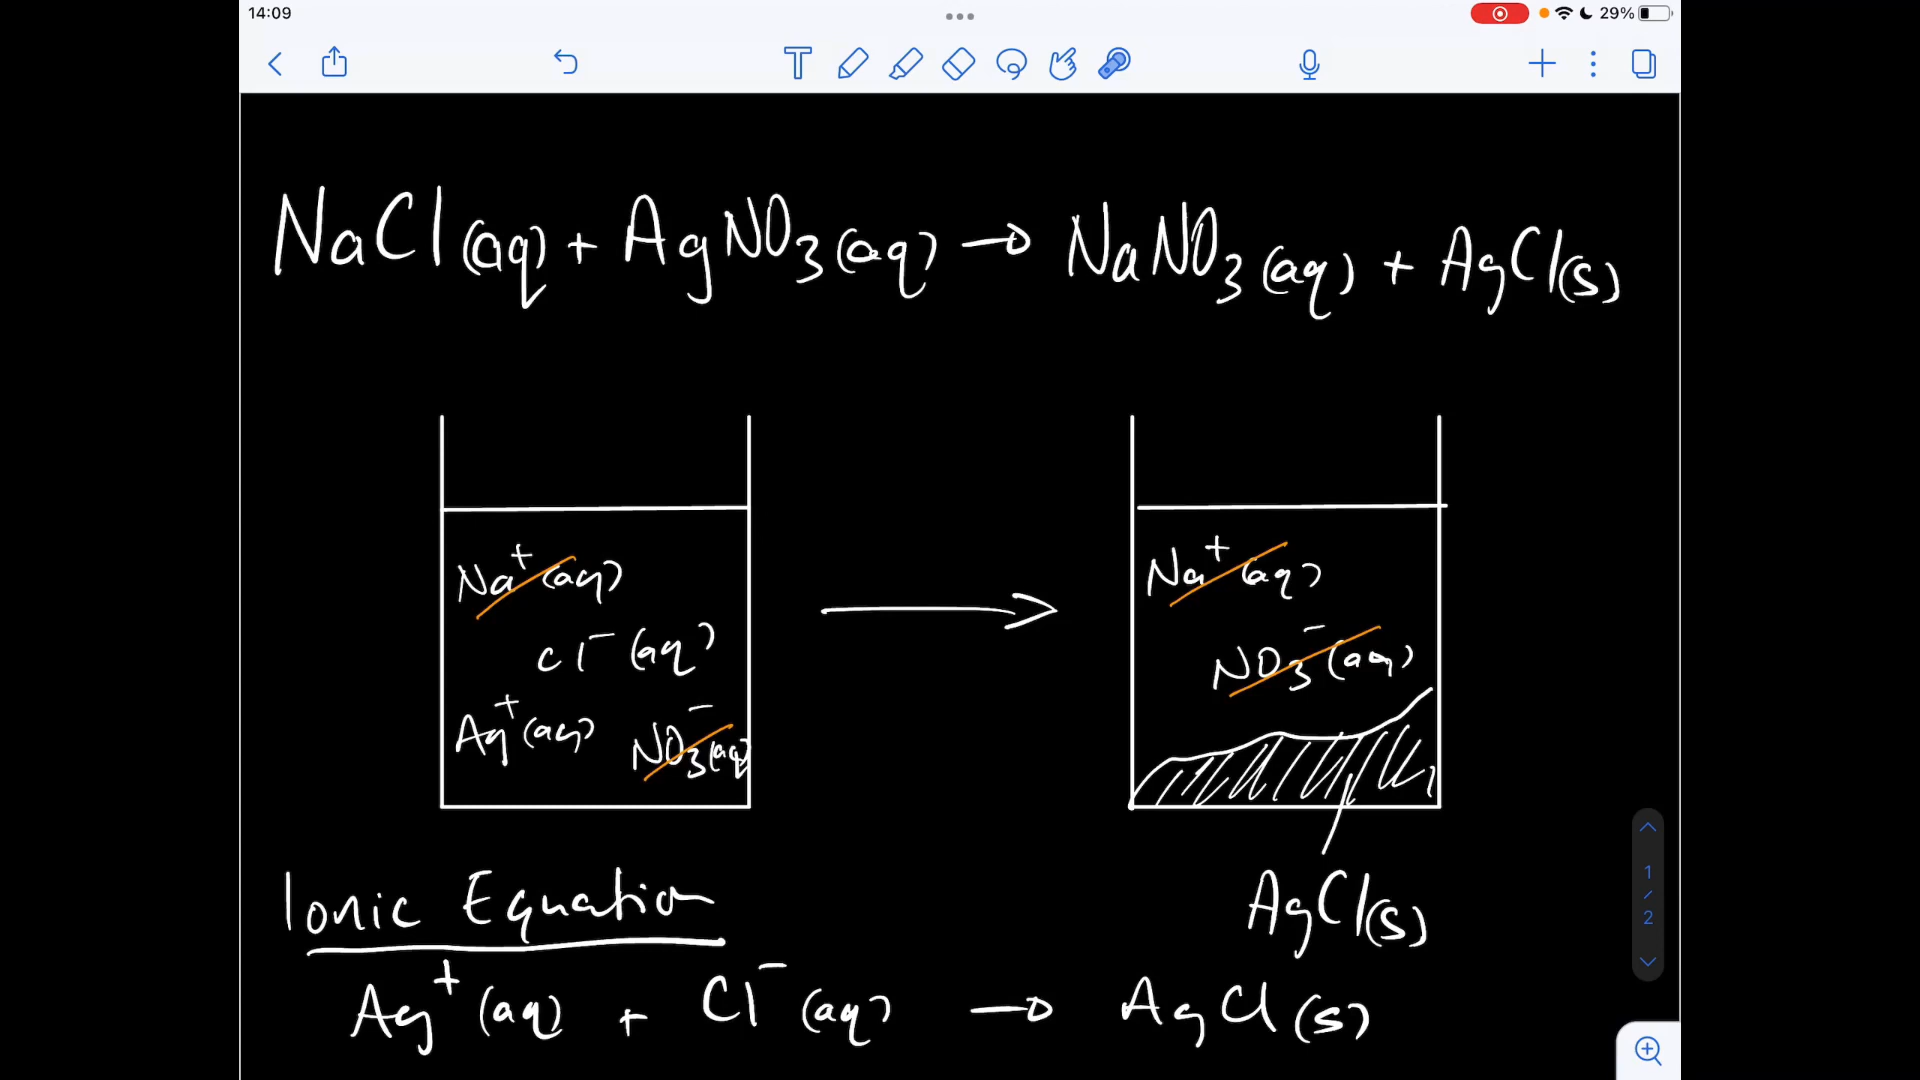 14:09
29%
T
NaCl(aq) + AgNO₃(aq) → NaNO₃(aq) + AgCl(s)
Na⁺(aq)
Cl⁻(aq)
Ag⁺(aq) NO₃⁻(aq)
Na⁺(aq)
NO₃⁻(aq)
AgCl(s)
Ionic Equation
Ag⁺(aq) + Cl⁻(aq) → AgCl(s)
1
/
2